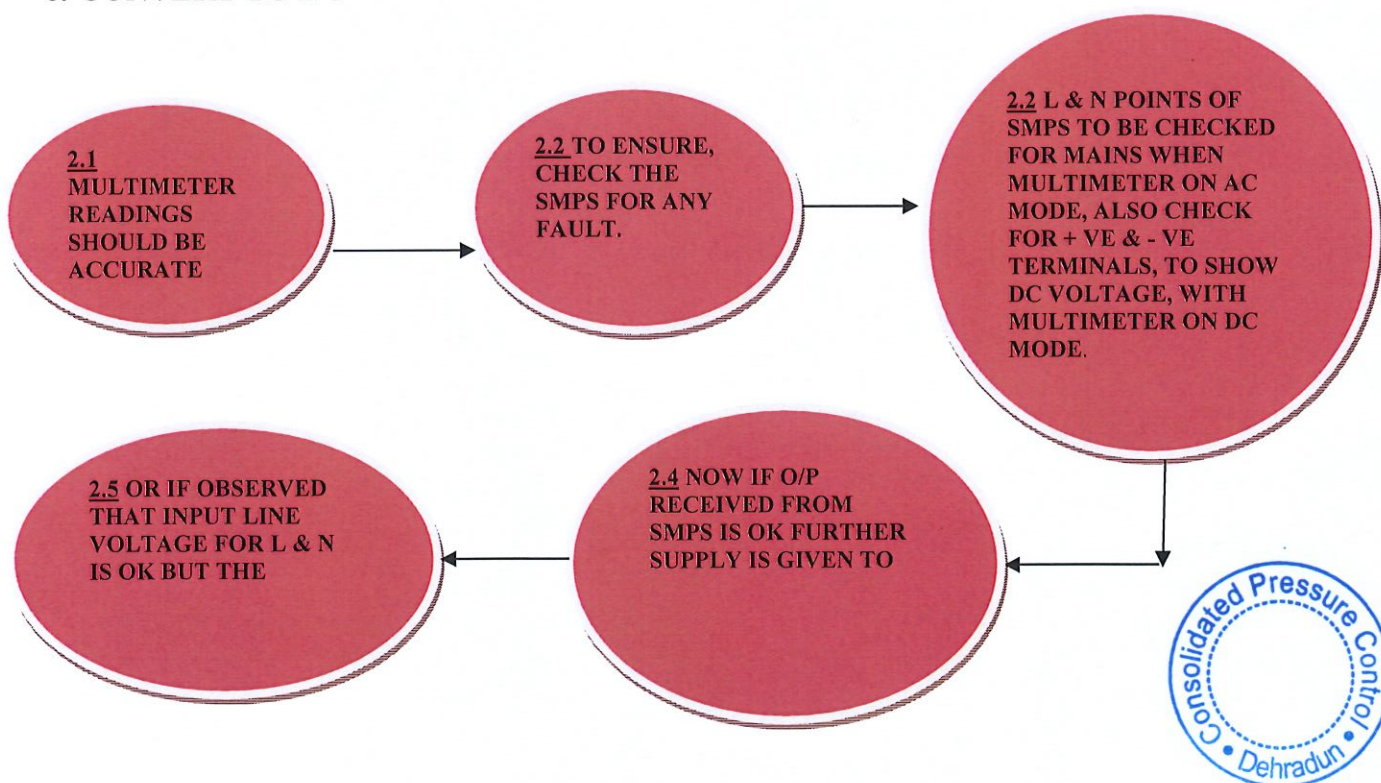 2.1
MULTIMETER
READINGS
SHOULD BE
ACCURATE
2.2 TO ENSURE,
CHECK THE
SMPS FOR ANY
FAULT.
2.2 L & N POINTS OF
SMPS TO BE CHECKED
FOR MAINS WHEN
MULTIMETER ON AC
MODE, ALSO CHECK
FOR + VE & - VE
TERMINALS, TO SHOW
DC VOLTAGE, WITH
MULTIMETER ON DC
MODE.
2.4 NOW IF O/P
RECEIVED FROM
SMPS IS OK FURTHER
SUPPLY IS GIVEN TO
2.5 OR IF OBSERVED
THAT INPUT LINE
VOLTAGE FOR L & N
IS OK BUT THE
Consolidated Pressure Control
• Dehradun •